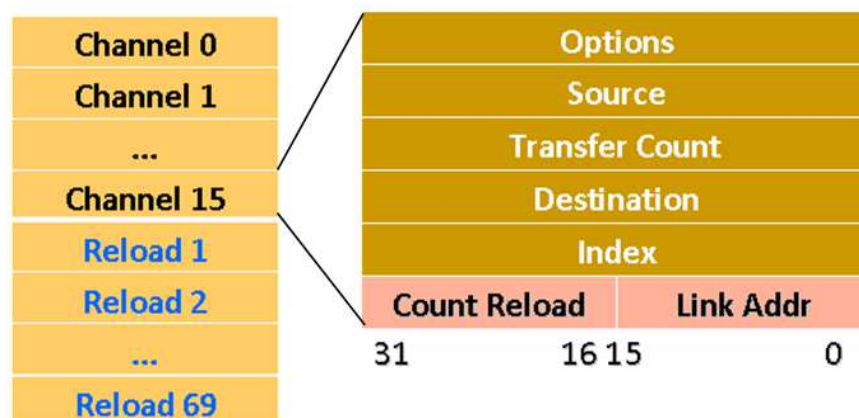 Channel 0
Channel 1
...
Channel 15
Reload 1
Reload 2
...
Reload 69
Options
Source
Transfer Count
Destination
Index
Count Reload Link Addr
31 16 15 0